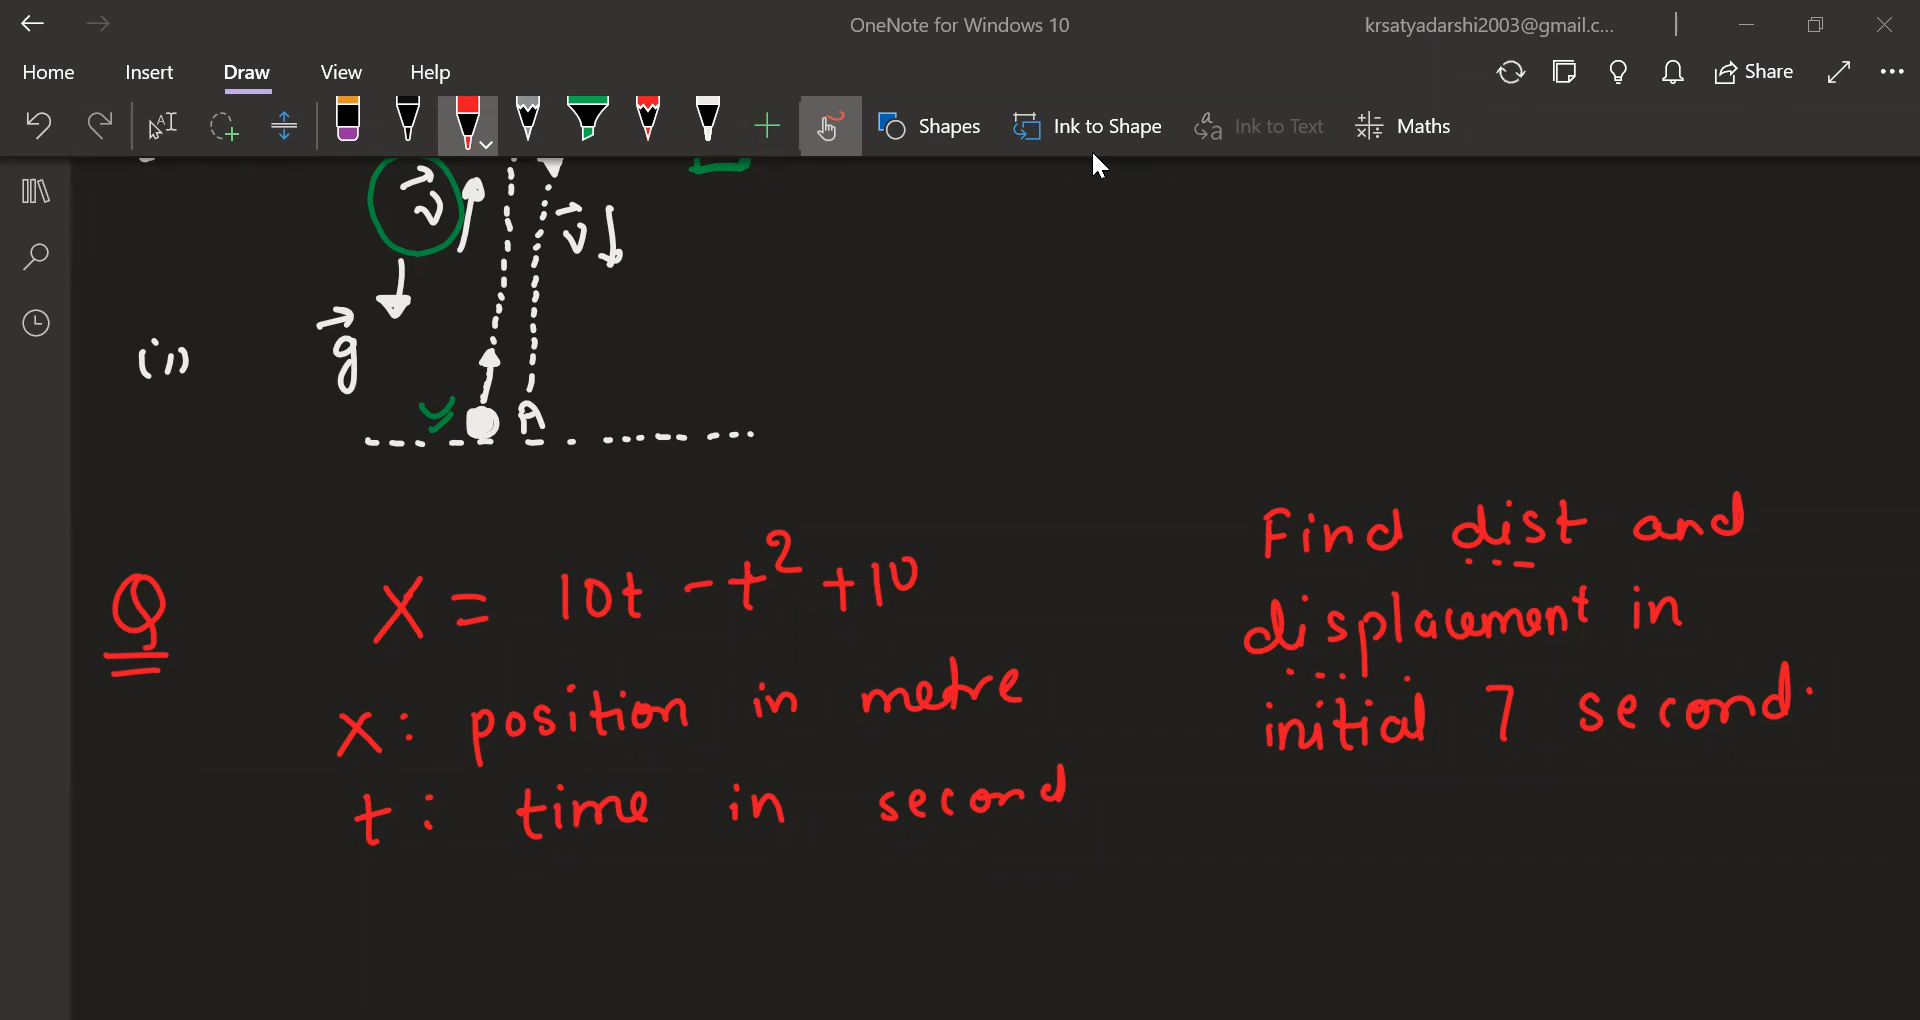 OneNote for Windows 10
krsatyadarshi2003@gmail.c...
Home Insert Draw View Help
Share
Shapes Ink to Shape Ink to Text Maths
v
v
g
(i)
A
Q
X = 10t - t² + 10
x : position in metre
t : time in second
Find dist and
displacement in
initial 7 second.